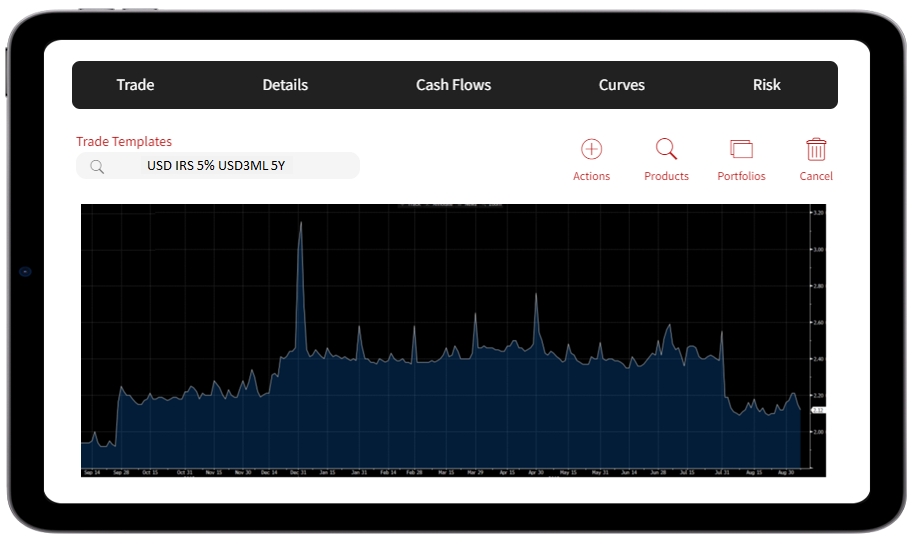 Trade Details Cash Flows Curves Risk
Trade Templates
USD IRS 5% USD3ML 5Y
Actions Products Portfolios Cancel
3.20
3.00
2.80
2.60
2.40
2.20
2.12
2.00
Sep 14 Sep 28 Oct 15 Oct 31 Nov 15 Nov 30 Dec 14 Dec 31 Jan 15 Jan 31 Feb 14 Feb 28 Mar 15 Mar 29 Apr 15 Apr 30 May 15 May 31 Jun 14 Jun 28 Jul 15 Jul 31 Aug 15 Aug 30